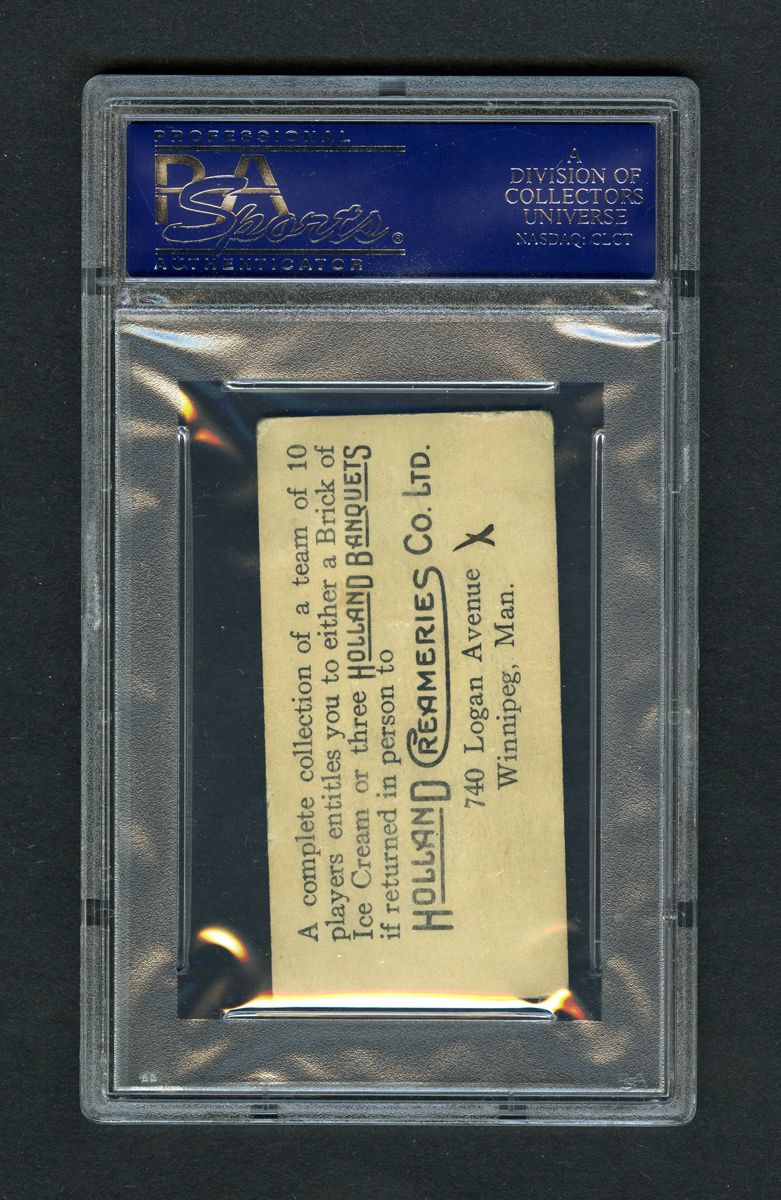 PROFESSIONAL
PSA
Sports®
AUTHENTICATOR
A
DIVISION OF
COLLECTORS
UNIVERSE
NASDAQ: CLCT
A complete collection of a team of 10
players entitles you to either a Brick of
Ice Cream or three HOLLAND BANQUETS
if returned in person to
HOLLAND CREAMERIES CO. LTD.
740 Logan Avenue X
Winnipeg, Man.